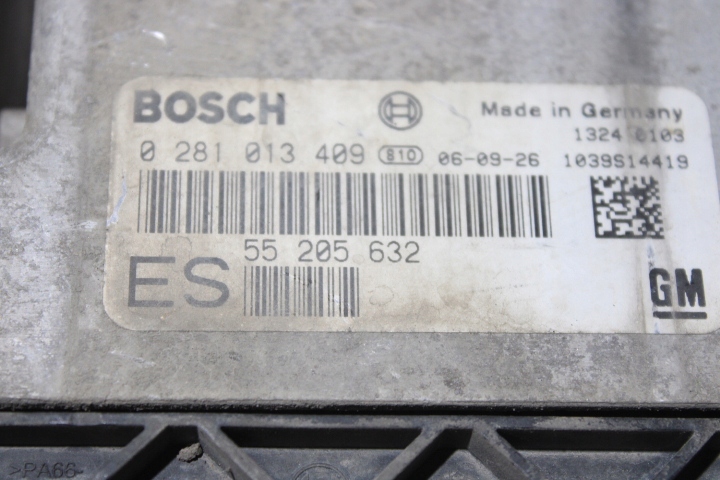 BOSCH
Made in Germany
1324 0103
0 281 013 409 S10 06-09-26 1039S14419
55 205 632
ES
GM
>PA66-